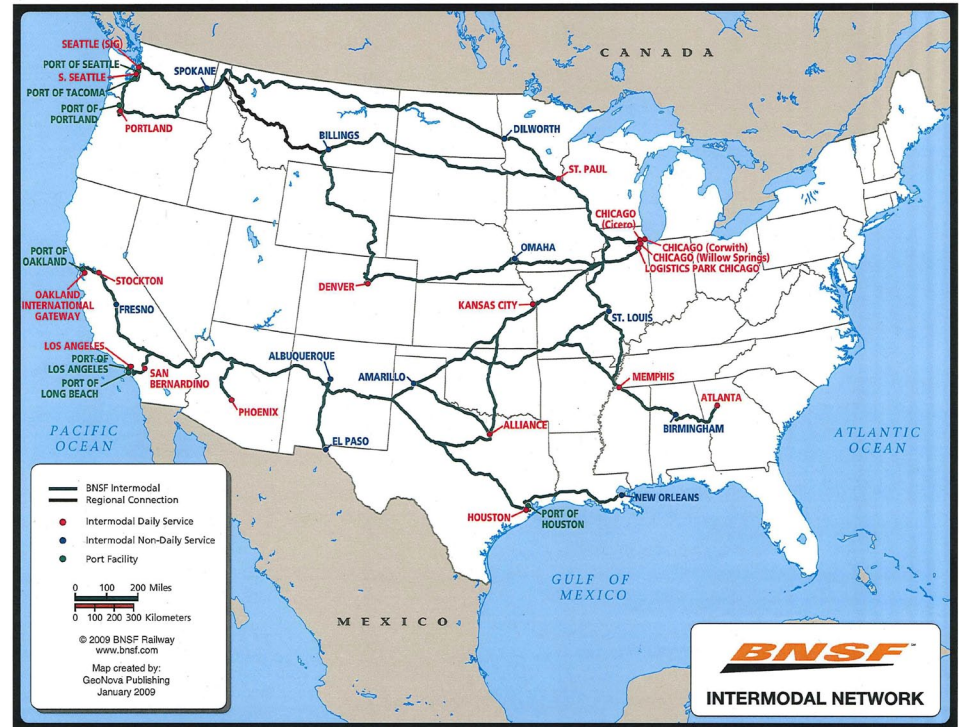 CANADA
SEATTLE (SIG)
PORT OF SEATTLE
S. SEATTLE
PORT OF TACOMA
PORT OF
PORTLAND
PORTLAND
SPOKANE
BILLINGS
DILWORTH
ST. PAUL
CHICAGO
(Cicero)
CHICAGO (Corwith)
CHICAGO (Willow Springs)
LOGISTICS PARK CHICAGO
OMAHA
DENVER
KANSAS CITY
ST. LOUIS
PORT OF
OAKLAND
STOCKTON
OAKLAND
INTERNATIONAL
GATEWAY
FRESNO
LOS ANGELES
PORT OF
LOS ANGELES
PORT OF
LONG BEACH
SAN
BERNARDINO
ALBUQUERQUE
AMARILLO
PHOENIX
EL PASO
ALLIANCE
MEMPHIS
ATLANTA
BIRMINGHAM
NEW ORLEANS
HOUSTON
PORT OF
HOUSTON
PACIFIC
OCEAN
ATLANTIC
OCEAN
GULF OF
MEXICO
MEXICO
BNSF Intermodal
Regional Connection
Intermodal Daily Service
Intermodal Non-Daily Service
Port Facility
0 100 200 Miles
0 100 200 300 Kilometers
© 2009 BNSF Railway
www.bnsf.com
Map created by:
GeoNova Publishing
January 2009
BNSF™
INTERMODAL NETWORK